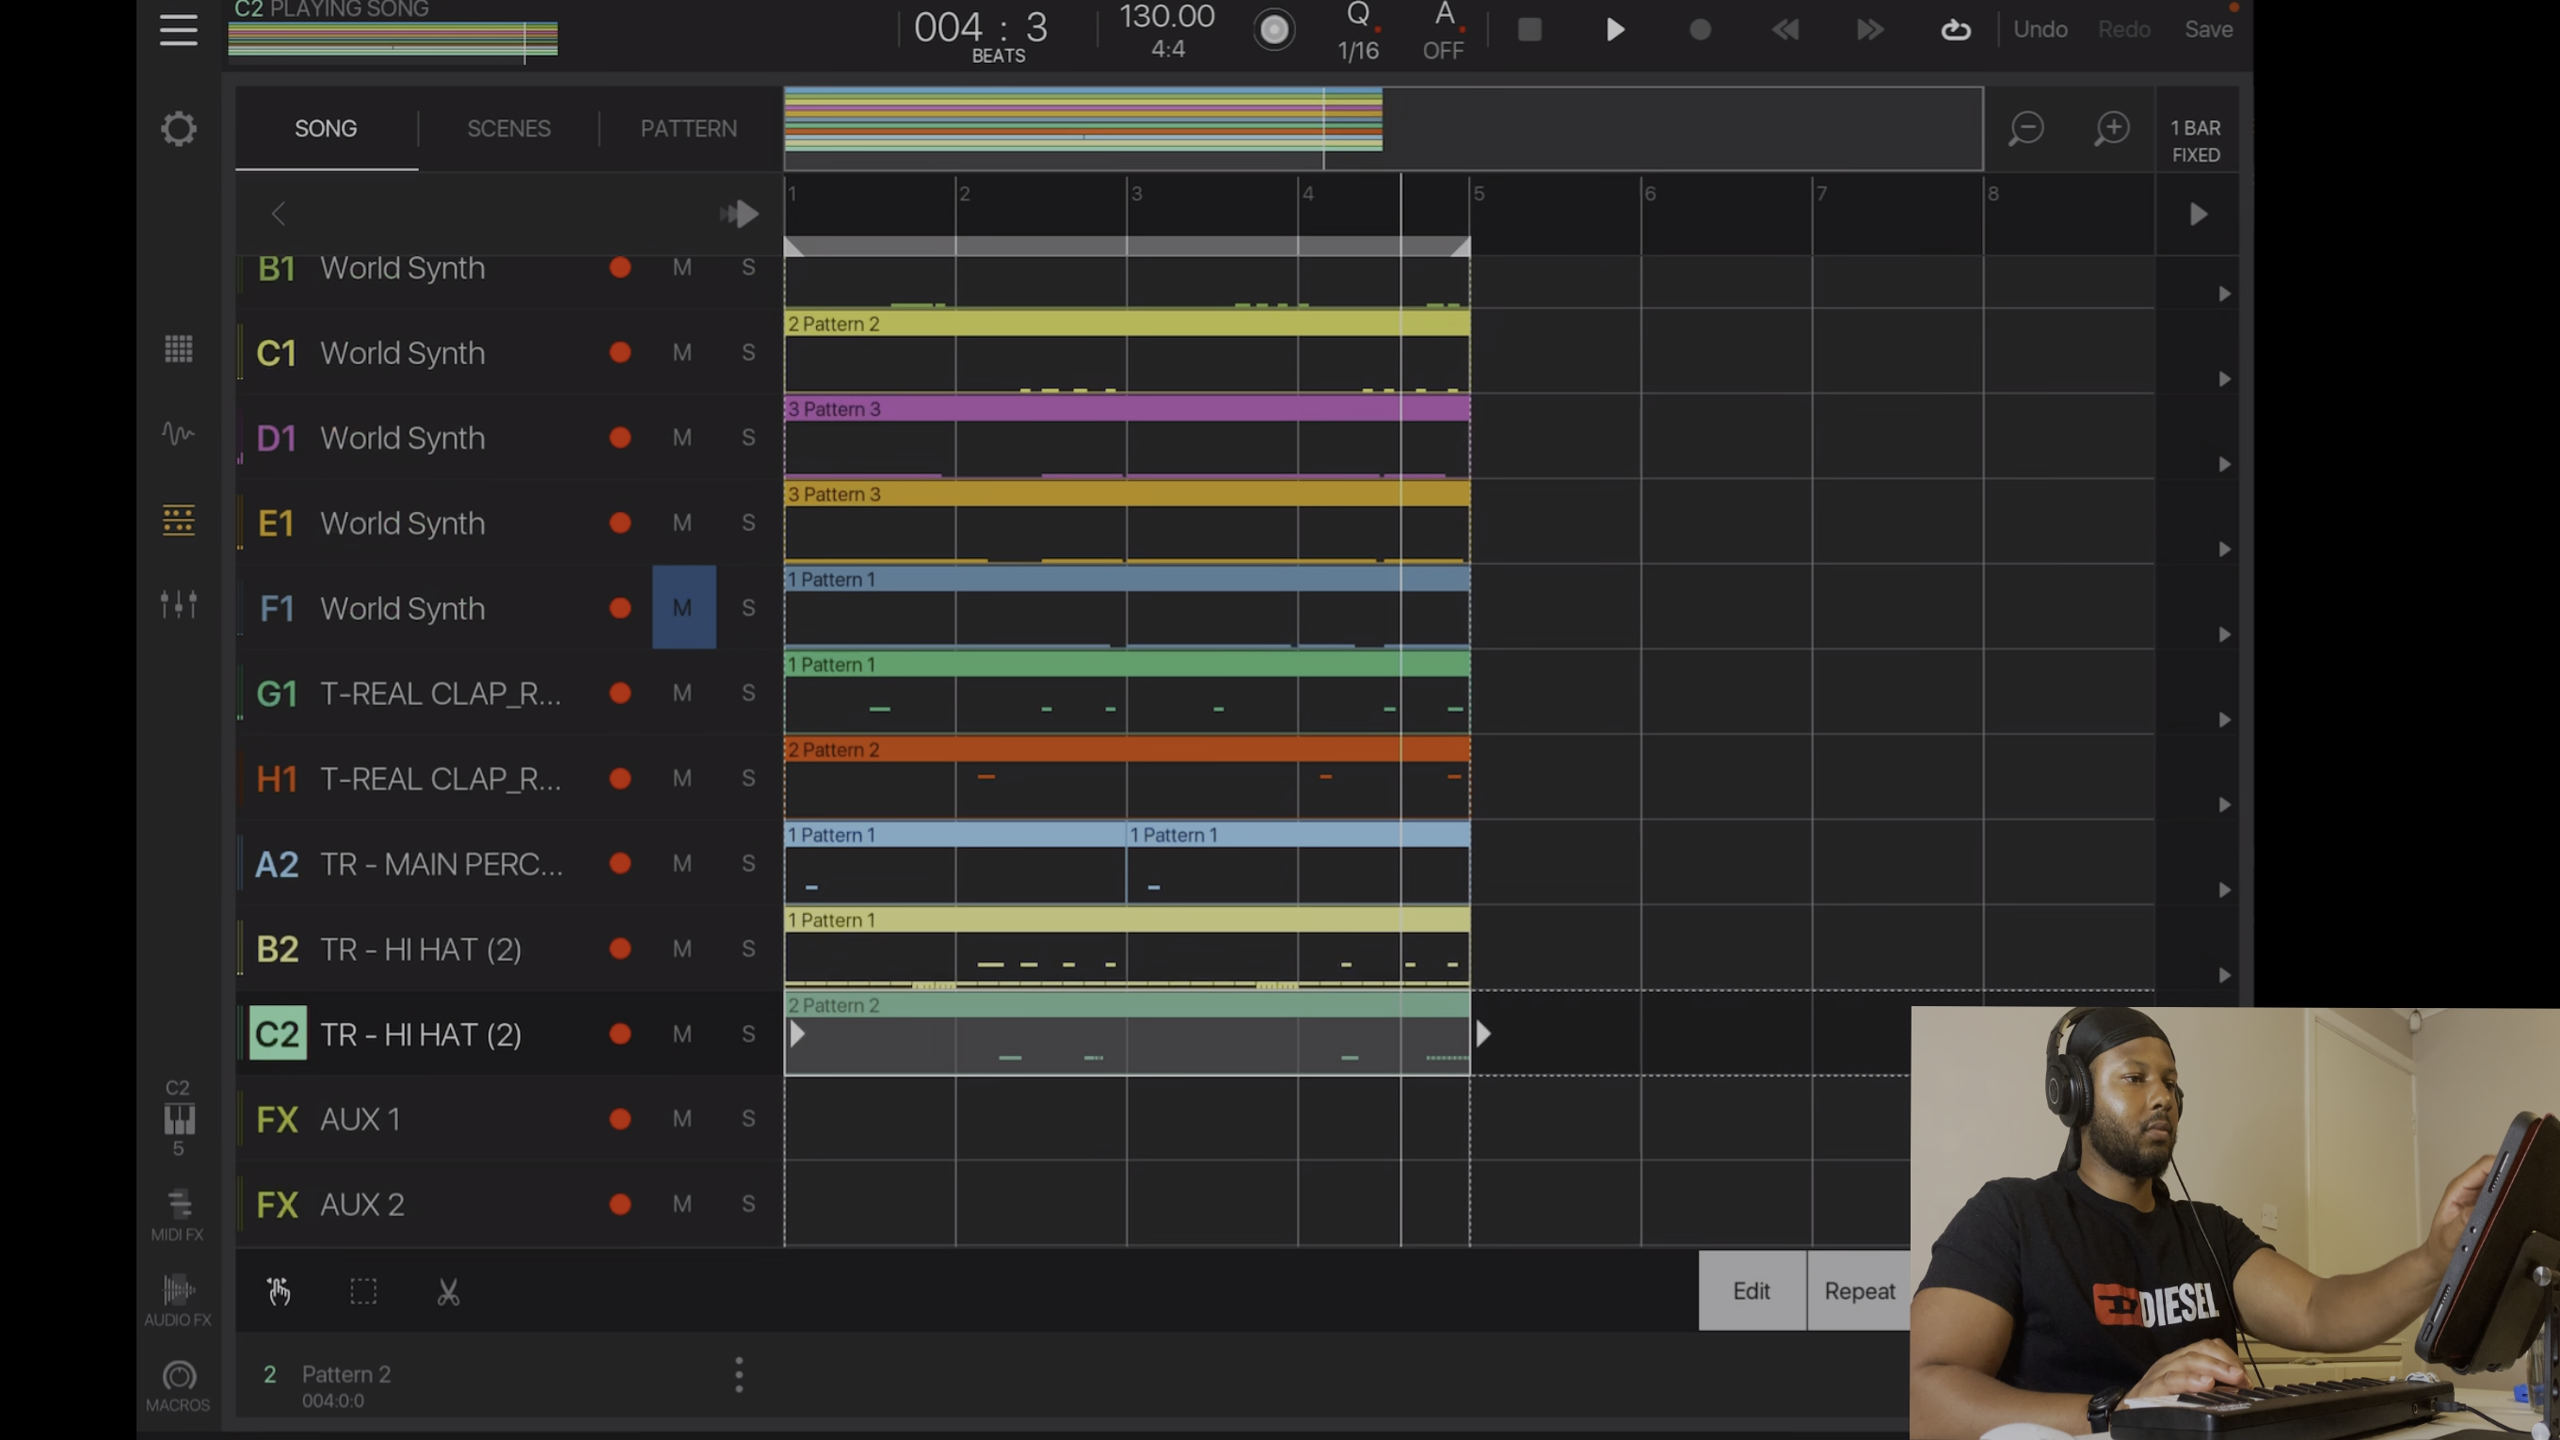 C2 PLAYING SONG
004 : 3
BEATS
130.00
4:4
Q
1/16
A
OFF
Undo
Redo
Save
SONG
SCENES
PATTERN
1 BAR
FIXED
1
2
3
4
5
6
7
8
B1 World Synth M S
C1 World Synth M S
2 Pattern 2
D1 World Synth M S
3 Pattern 3
E1 World Synth M S
3 Pattern 3
F1 World Synth M S
1 Pattern 1
G1 T-REAL CLAP_R... M S
1 Pattern 1
H1 T-REAL CLAP_R... M S
2 Pattern 2
A2 TR - MAIN PERC... M S
1 Pattern 1
1 Pattern 1
B2 TR - HI HAT (2) M S
1 Pattern 1
C2 TR - HI HAT (2) M S
2 Pattern 2
FX AUX 1 M S
FX AUX 2 M S
C2
5
MIDI FX
AUDIO FX
MACROS
Edit
Repeat
2 Pattern 2
004:0:0
D DIESEL